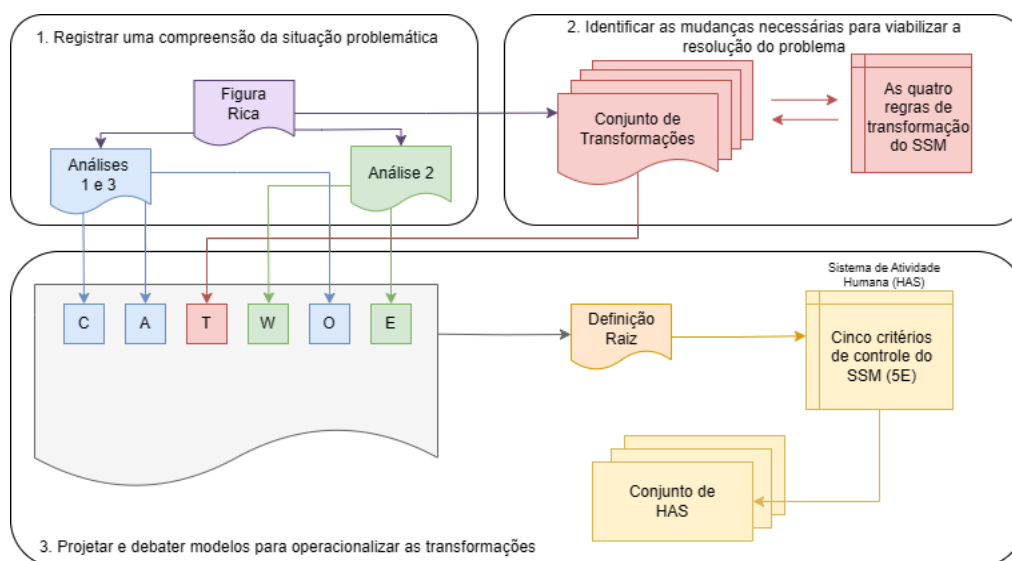 1. Registrar uma compreensão da situação problemática
2. Identificar as mudanças necessárias para viabilizar a
resolução do problema
Figura
Rica
Conjunto de
Transformações
As quatro
regras de
transformação
do SSM
Análises
1 e 3
Análise 2
C
A
T
W
O
E
Definição
Raiz
Sistema de Atividade
Humana (HAS)
Cinco critérios
de controle do
SSM (5E)
Conjunto de
HAS
3. Projetar e debater modelos para operacionalizar as transformações